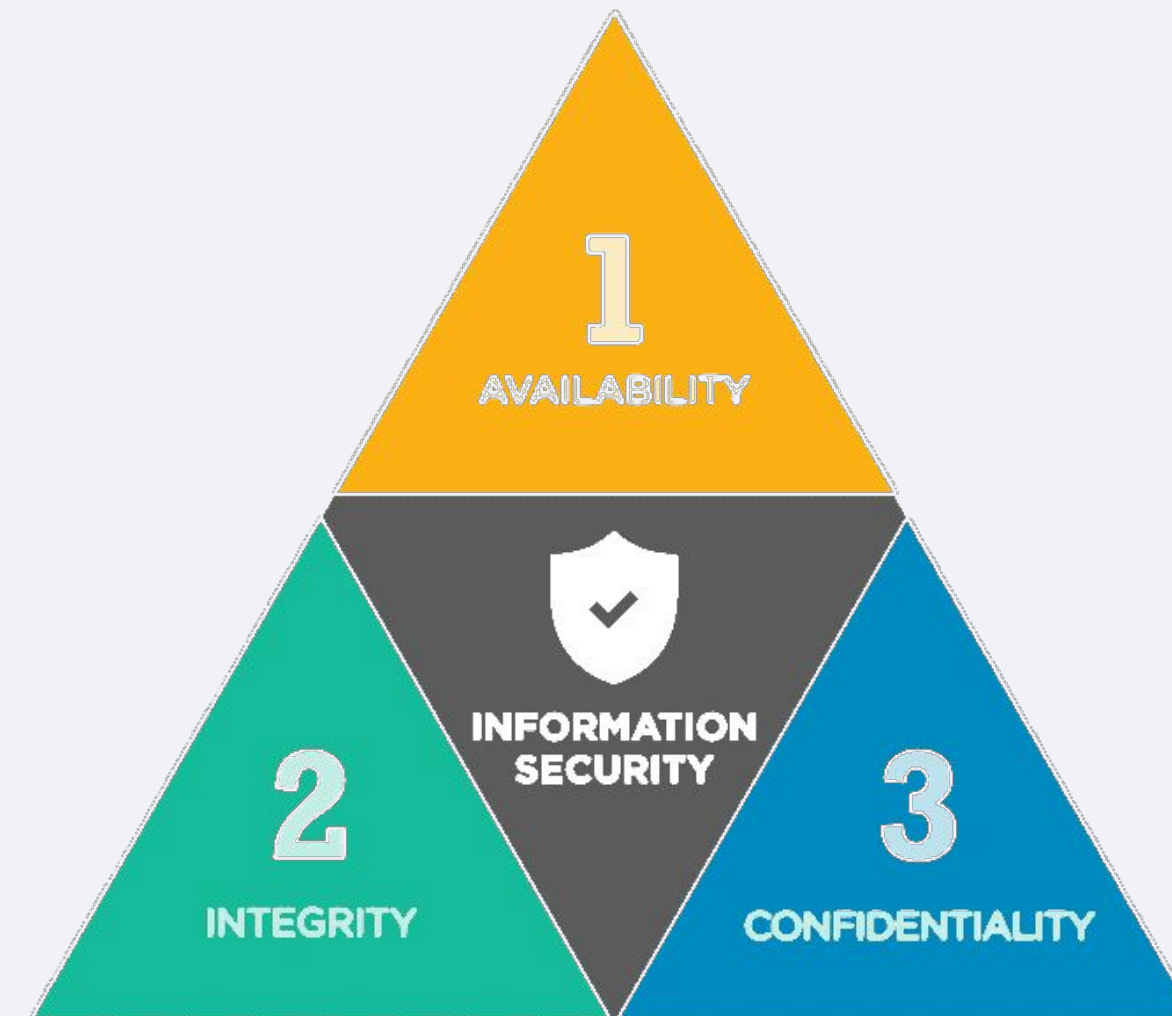 1
AVAILABILITY
INFORMATION
SECURITY
2
INTEGRITY
3
CONFIDENTIALITY